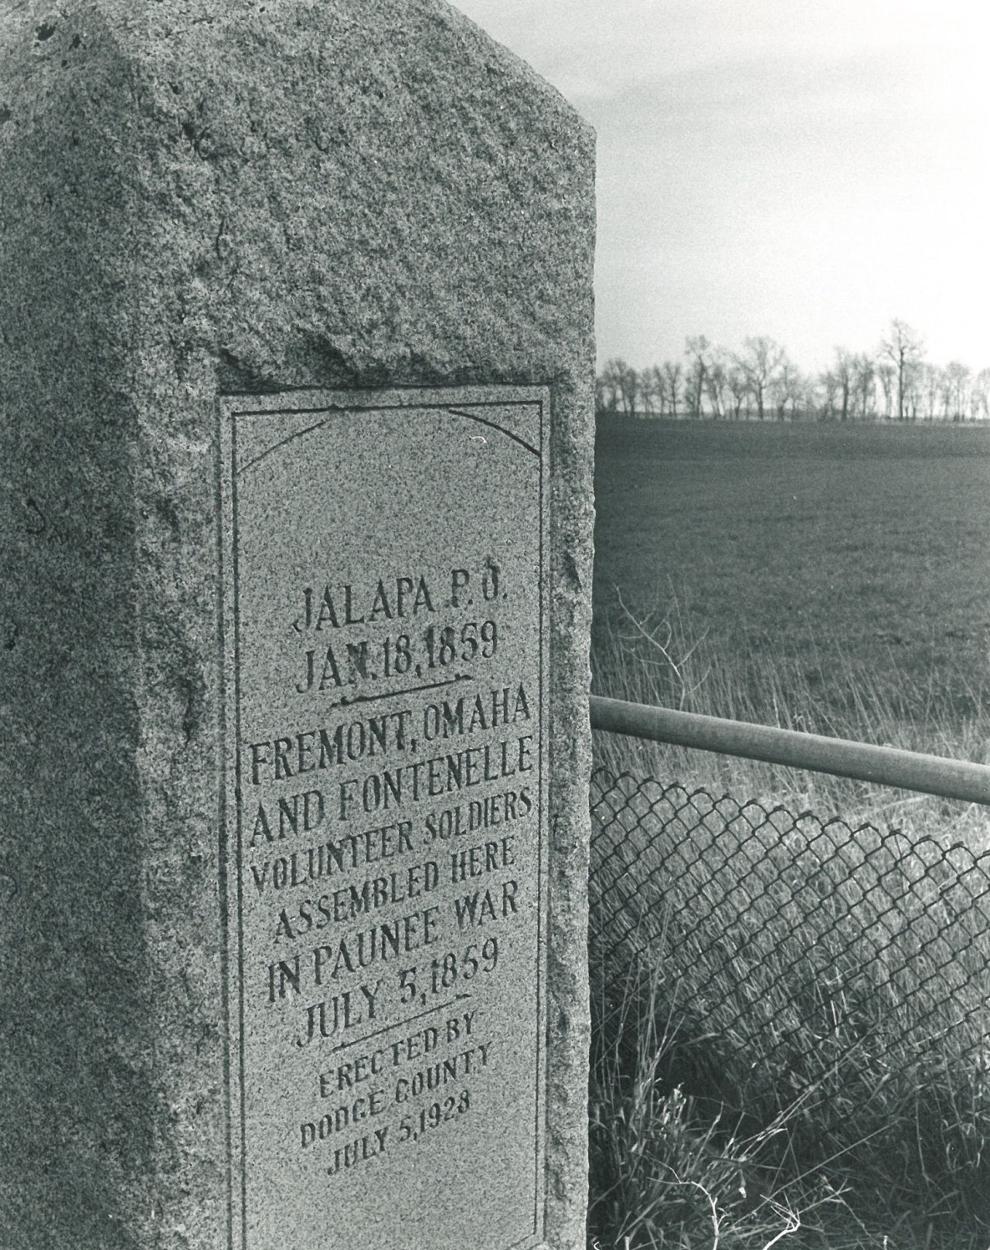 JALAPA P.O.
JAN.18,1859
FREMONT, OMAHA
AND FONTENELLE
VOLUNTEER SOLDIERS
ASSEMBLED HERE
IN PAUNEE WAR
JULY 5,1859
ERECTED BY
DODGE COUNTY
JULY 5,1928